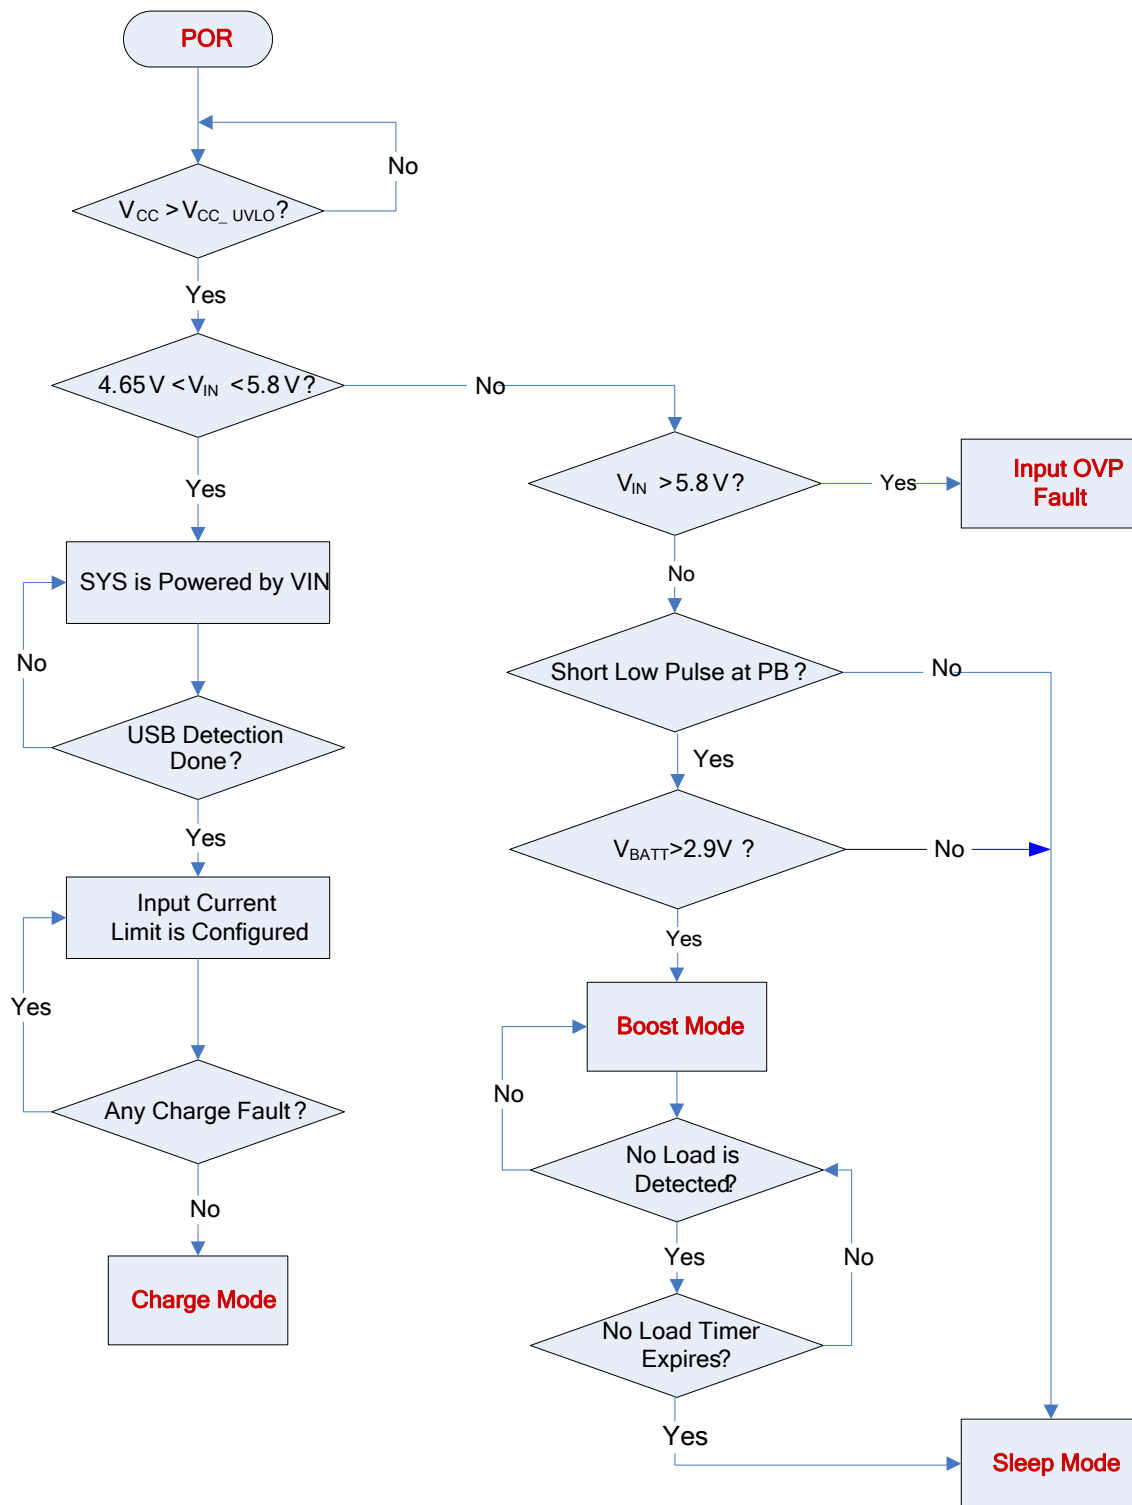 POR
No
VCC >VCC_ UVLO?
Yes
4.65 V <VIN <5.8 V?
No
Yes
VIN >5.8 V?
Yes
Input OVP
Fault
No
SYS is Powered by VIN
No
Short Low Pulse at PB ?
No
USB Detection
Done?
Yes
Yes
VBATT>2.9V ?
No
Input Current
Limit is Configured
Yes
Yes
Boost Mode
No
Any Charge Fault?
No
No Load is
Detected?
Yes
No
Charge Mode
No Load Timer
Expires?
Yes
Sleep Mode